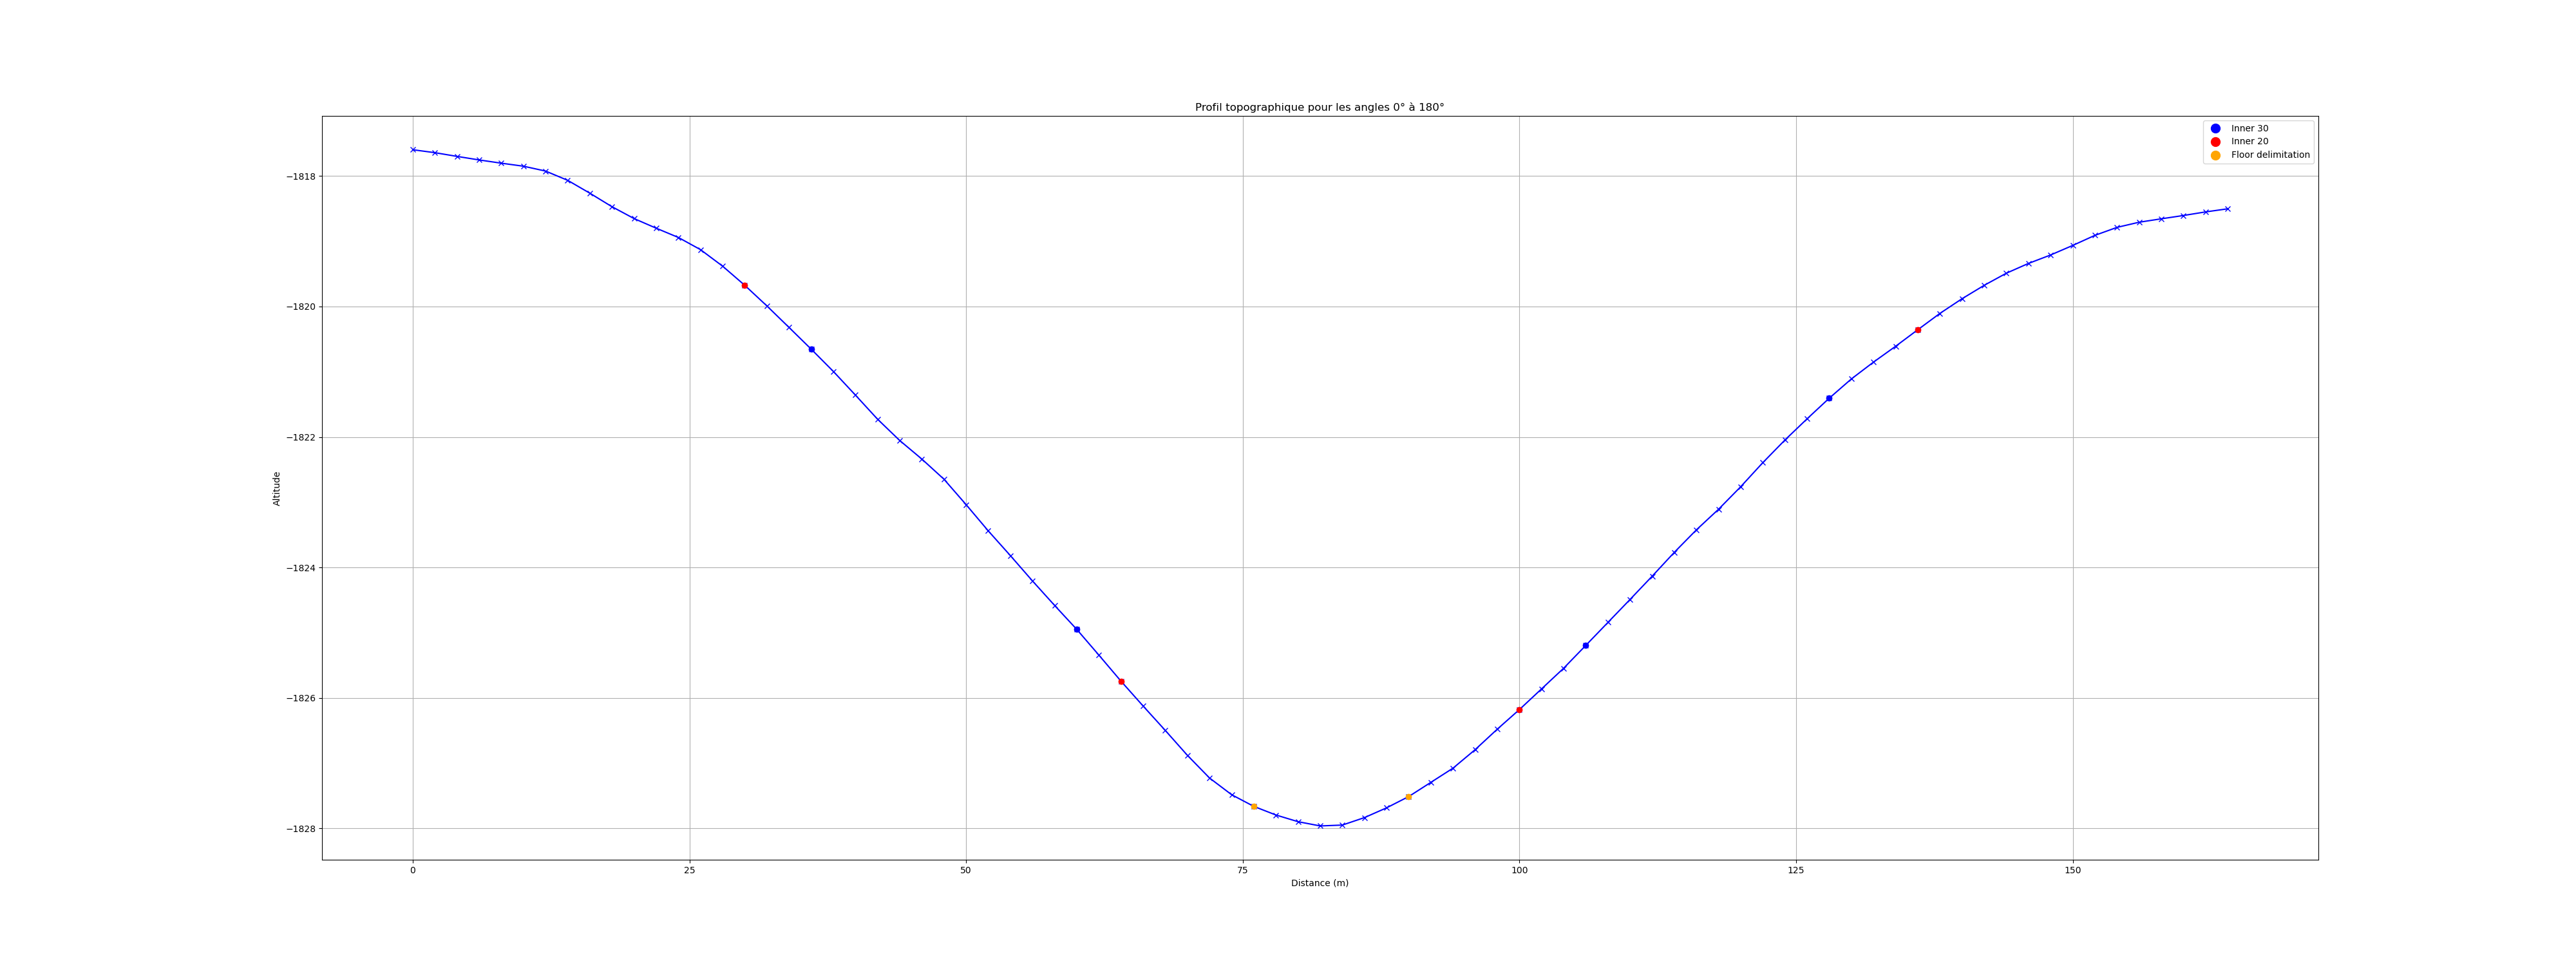 Profil topographique pour les angles 0° à 180°
Inner 30
Inner 20
Floor delimitation
−1818
−1820
−1822
−1824
−1826
−1828
Altitude
0
25
50
75
100
125
150
Distance (m)